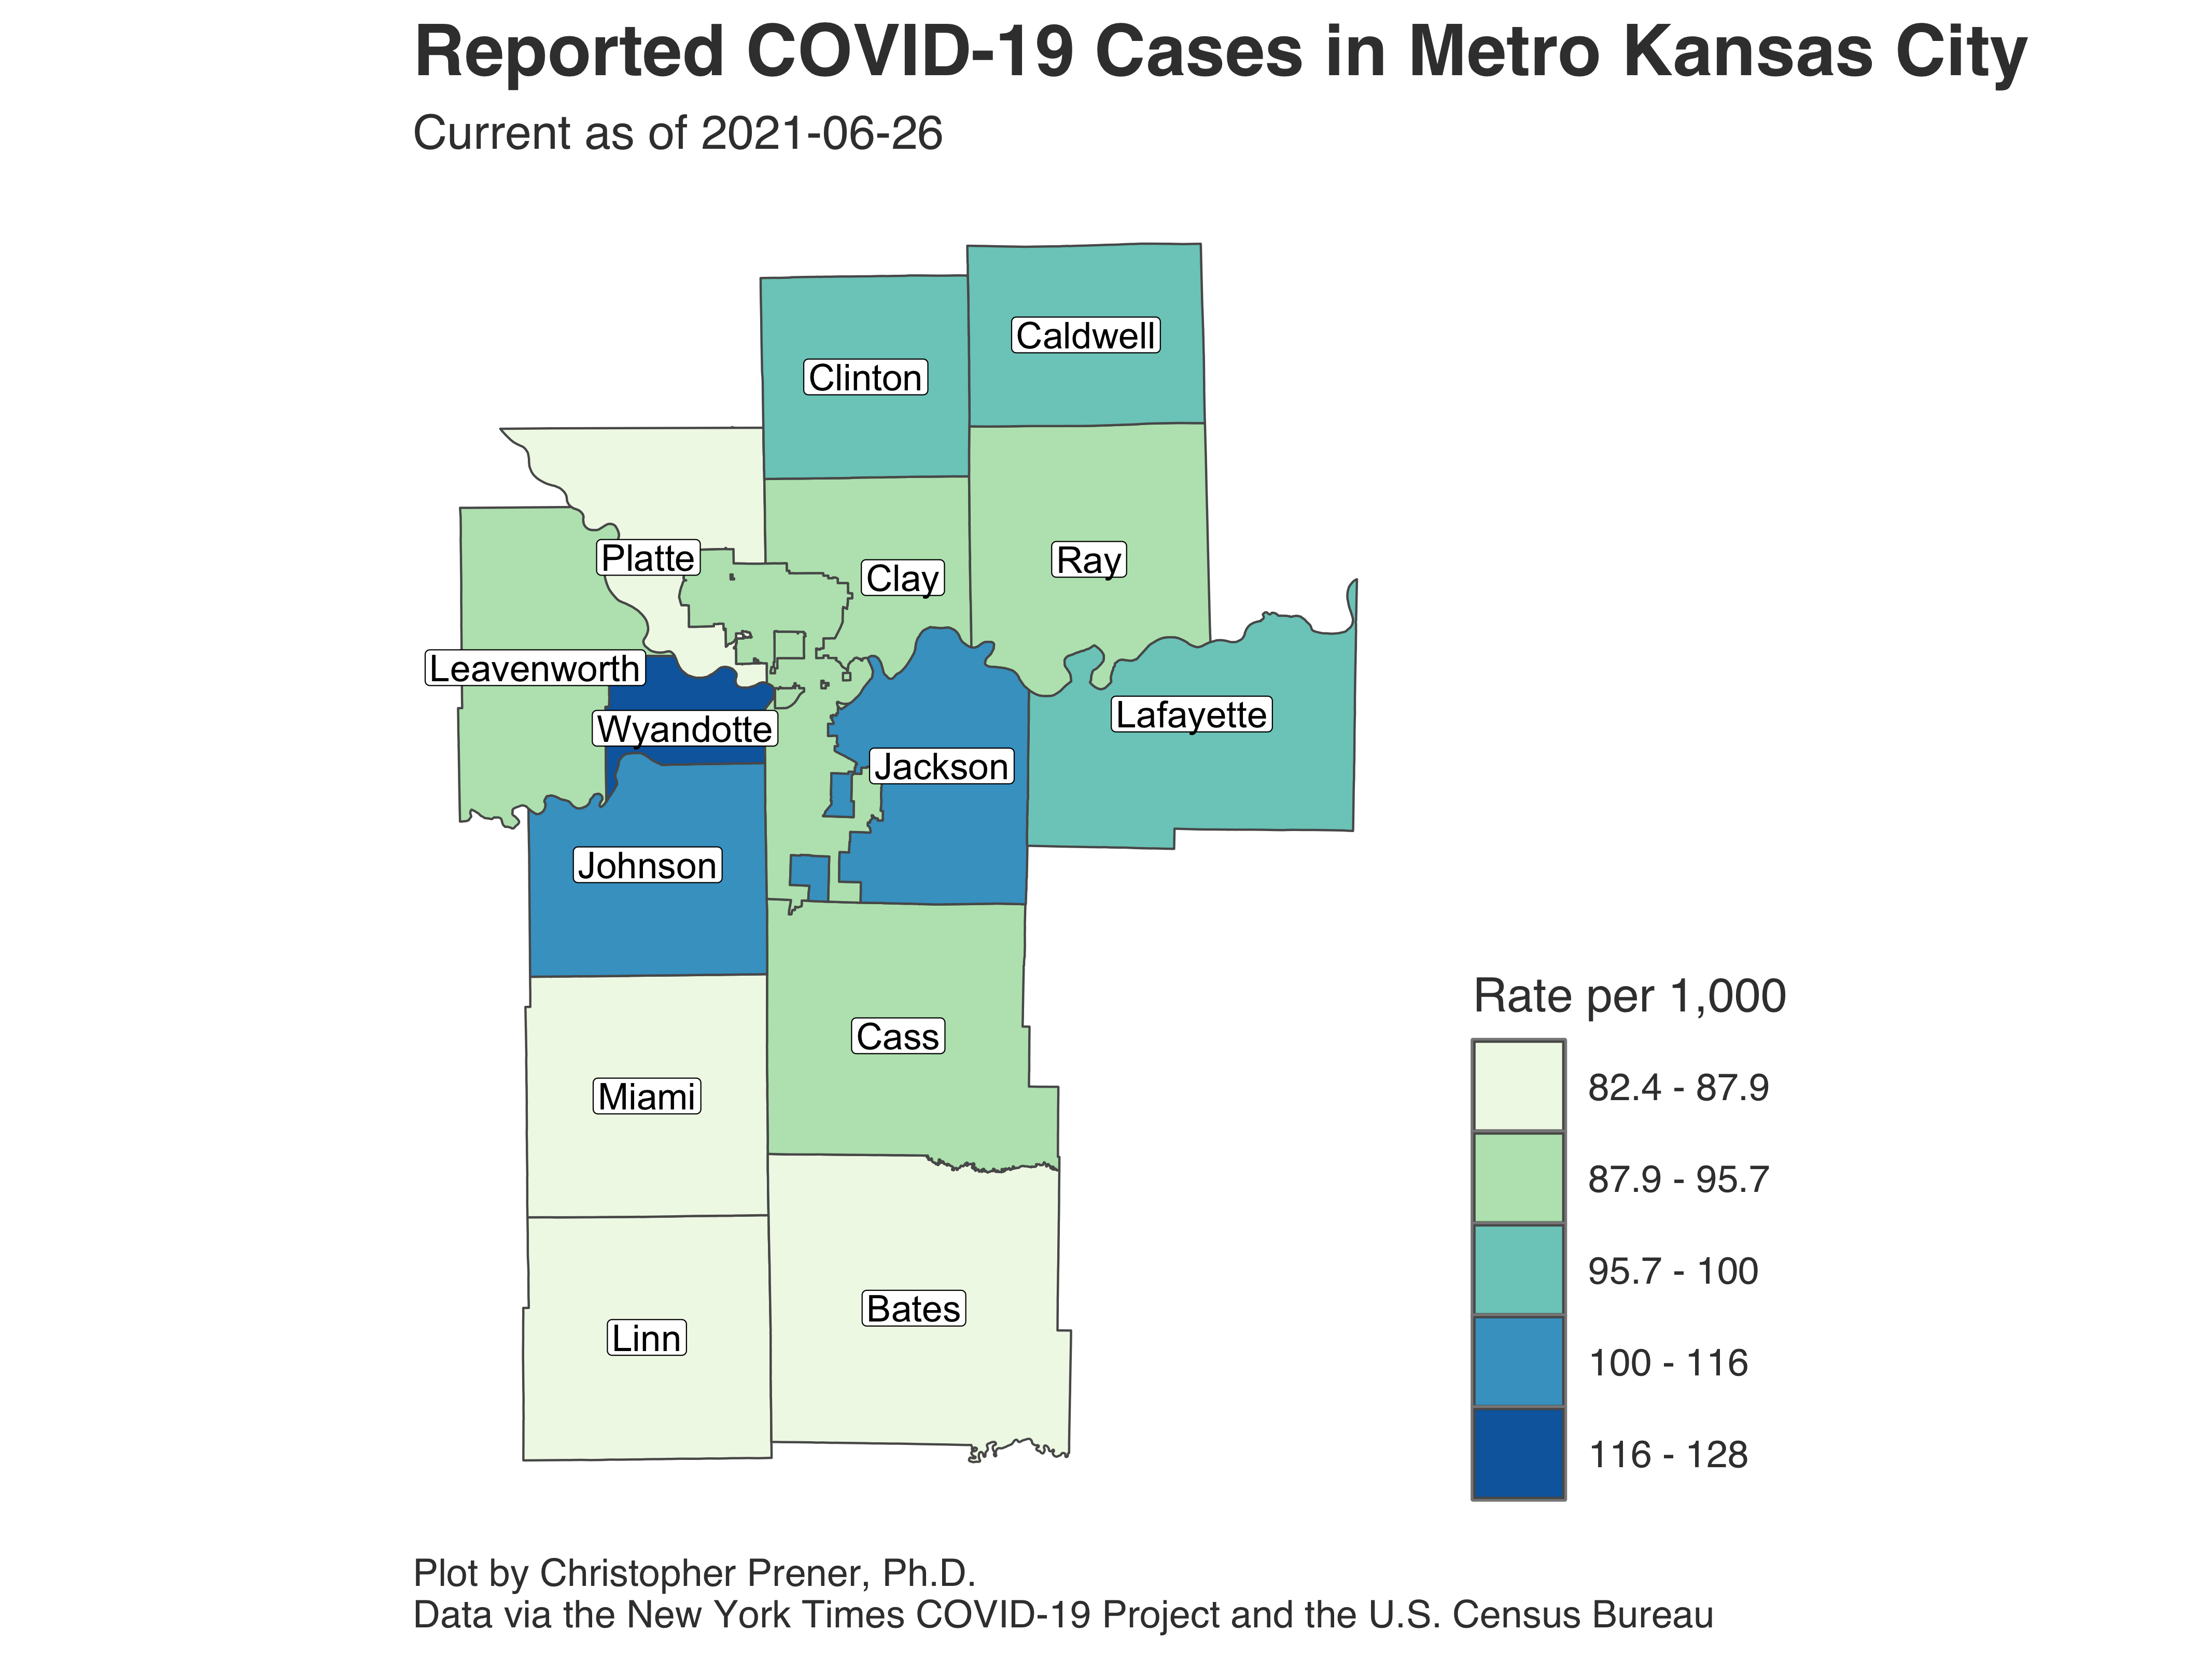 Reported COVID-19 Cases in Metro Kansas City
Current as of 2021-06-26
Caldwell
Clinton
Platte
Clay
Ray
Leavenworth
Wyandotte
Lafayette
Jackson
Johnson
Cass
Miami
Bates
Linn
Rate per 1,000
82.4 - 87.9
87.9 - 95.7
95.7 - 100
100 - 116
116 - 128
Plot by Christopher Prener, Ph.D.
Data via the New York Times COVID-19 Project and the U.S. Census Bureau